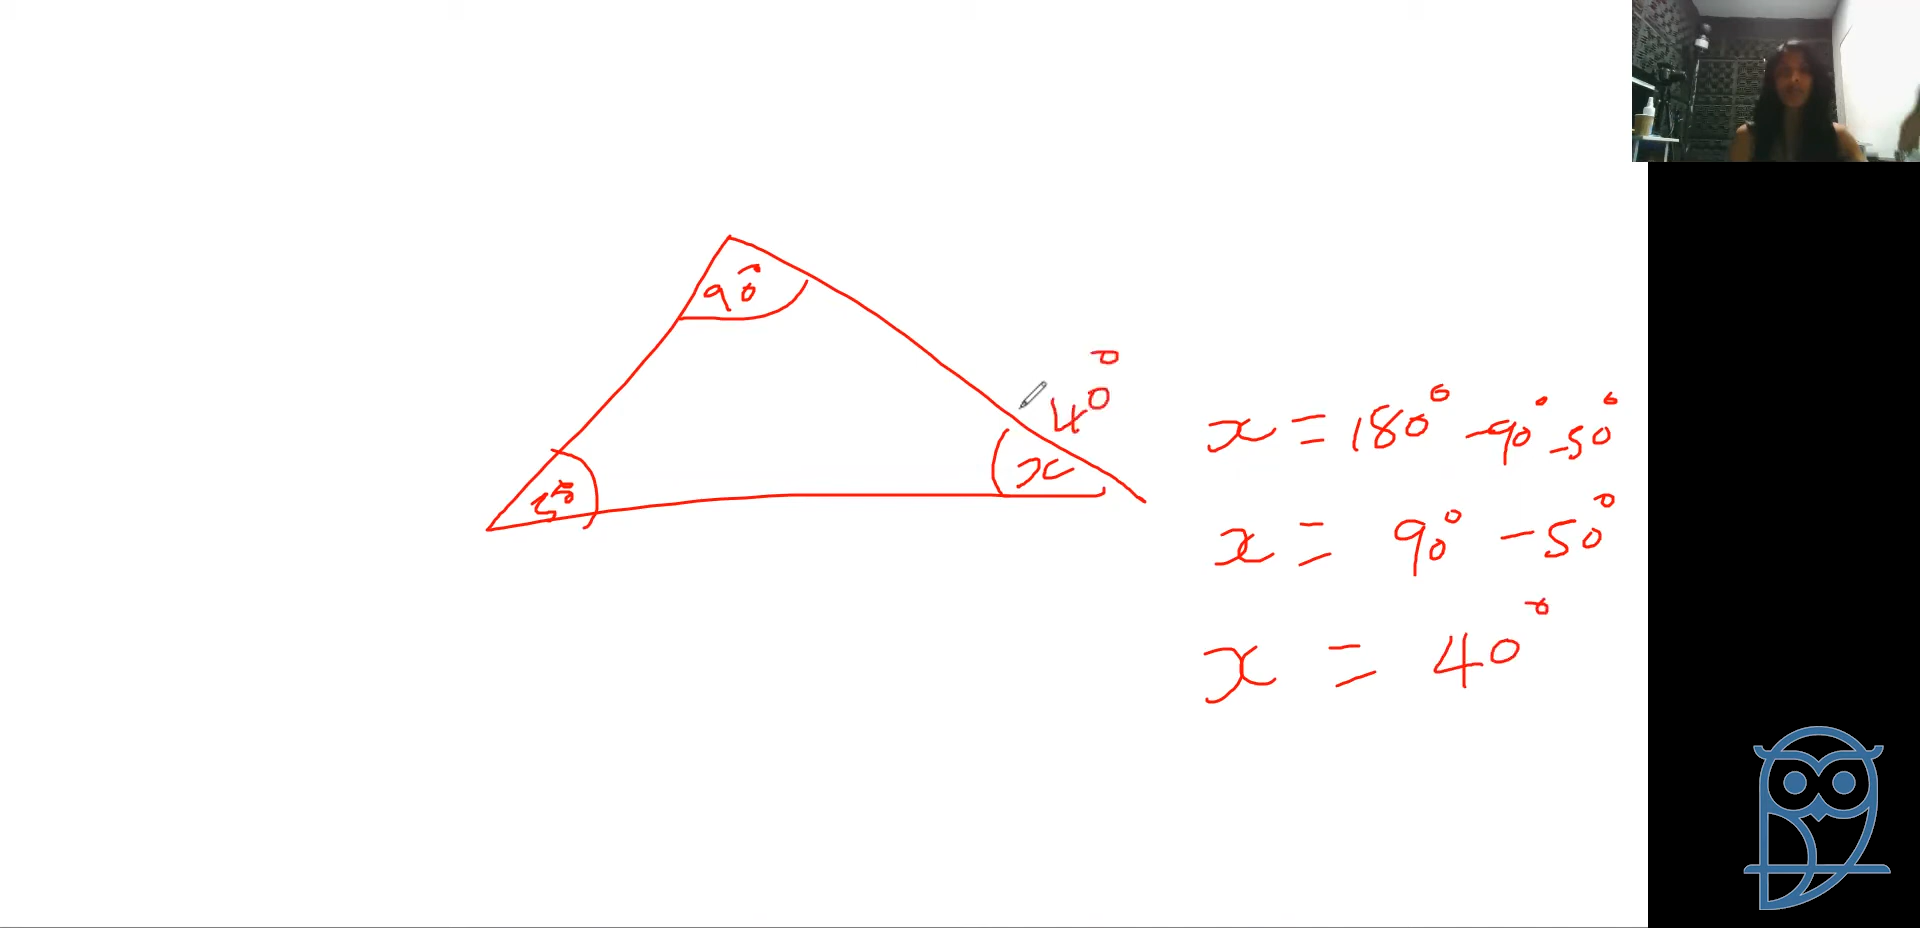 90°
40°
x = 180° - 90° - 50°
50°
x
x = 90° - 50°
x = 40°